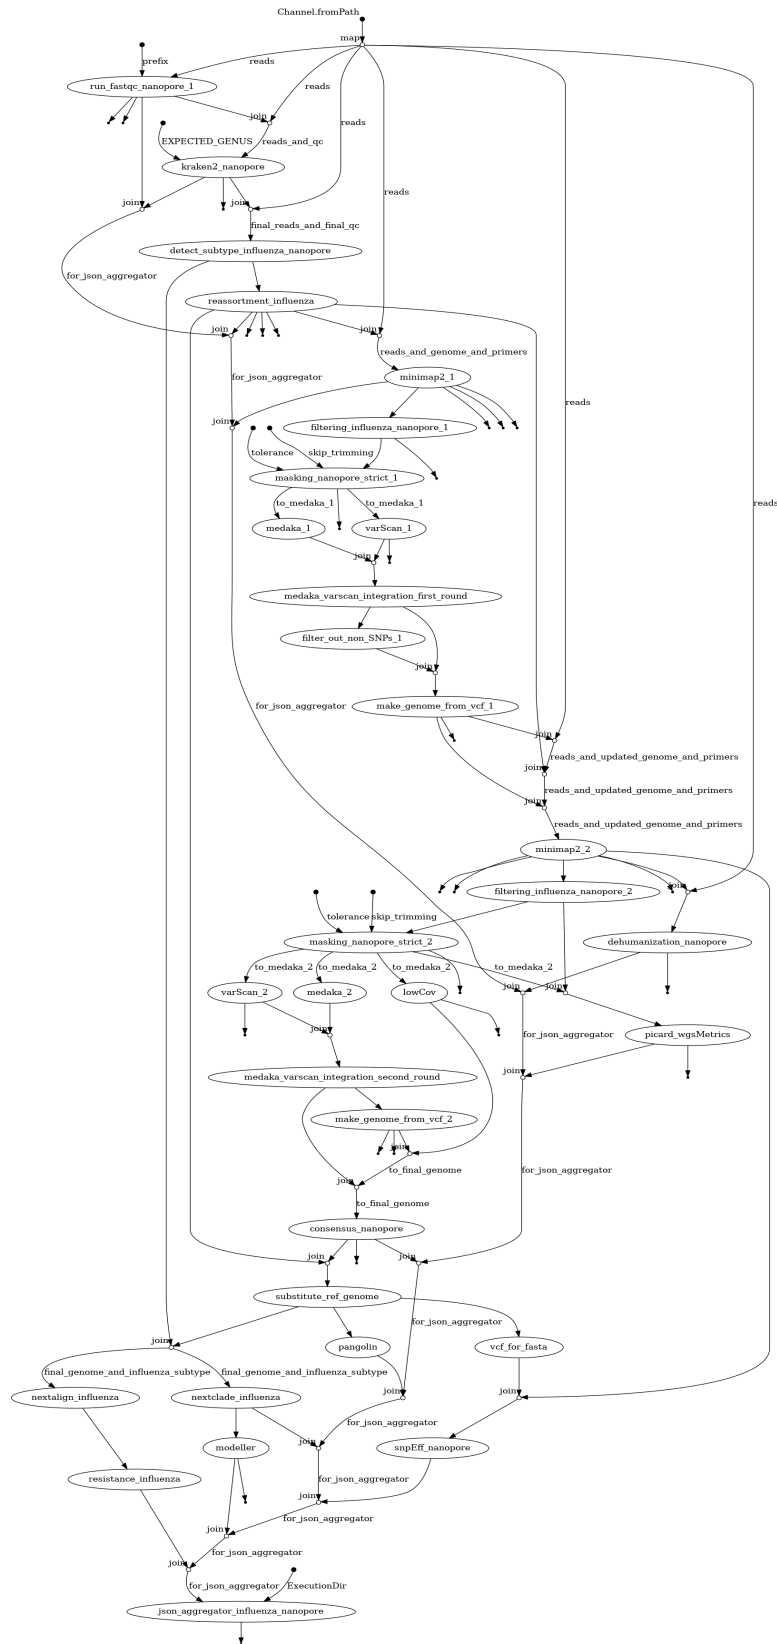 Channel.fromPath
map
prefix
reads
run_fastqc_nanopore_1
reads
join
reads
EXPECTED_GENUS
reads_and_qc
kraken2_nanopore
reads
join
join
final_reads_and_final_qc
detect_subtype_influenza_nanopore
for_json_aggregator
reassortment_influenza
join
join
reads_and_genome_and_primers
for_json_aggregator
minimap2_1
reads
join
filtering_influenza_nanopore_1
tolerance
skip_trimming
masking_nanopore_strict_1
to_medaka_1
to_medaka_1
reads
medaka_1
varScan_1
join
medaka_varscan_integration_first_round
filter_out_non_SNPs_1
join
for_json_aggregator
make_genome_from_vcf_1
join
reads_and_updated_genome_and_primers
join
reads_and_updated_genome_and_primers
join
reads_and_updated_genome_and_primers
minimap2_2
join
filtering_influenza_nanopore_2
tolerance
skip_trimming
masking_nanopore_strict_2
dehumanization_nanopore
to_medaka_2
to_medaka_2
to_medaka_2
to_medaka_2
varScan_2
medaka_2
lowCov
join
join
join
for_json_aggregator
picard_wgsMetrics
medaka_varscan_integration_second_round
join
make_genome_from_vcf_2
join
to_final_genome
for_json_aggregator
join
to_final_genome
consensus_nanopore
join
join
substitute_ref_genome
for_json_aggregator
join
pangolin
vcf_for_fasta
final_genome_and_influenza_subtype
final_genome_and_influenza_subtype
nextalign_influenza
nextclade_influenza
join
join
for_json_aggregator
join
modeller
snpEff_nanopore
resistance_influenza
for_json_aggregator
join
for_json_aggregator
join
for_json_aggregator
join
for_json_aggregator
ExecutionDir
json_aggregator_influenza_nanopore